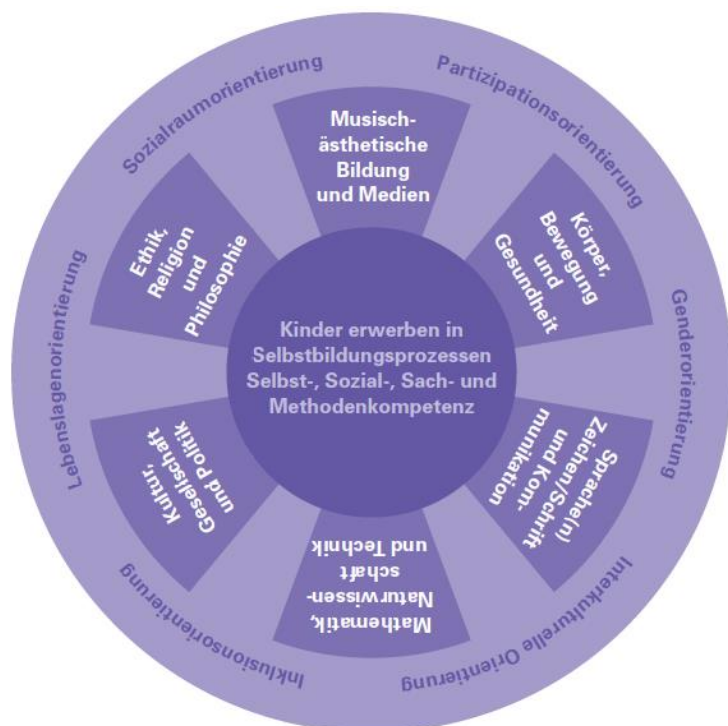 Sozialraumorientierung
Partizipationsorientierung
Genderorientierung
Interkulturelle Orientierung
Inklusionsorientierung
Lebenslagenorientierung
Musisch-
ästhetische
Bildung
und Medien
Körper,
Bewegung
und
Gesundheit
Sprache(n)
Zeichen/Schrift
und Kom-
munikation
Mathematik,
Naturwissen-
schaft
und Technik
Kultur,
Gesellschaft
und Politik
Ethik,
Religion
und
Philosophie
Kinder erwerben in
Selbstbildungsprozessen
Selbst-, Sozial-, Sach- und
Methodenkompetenz